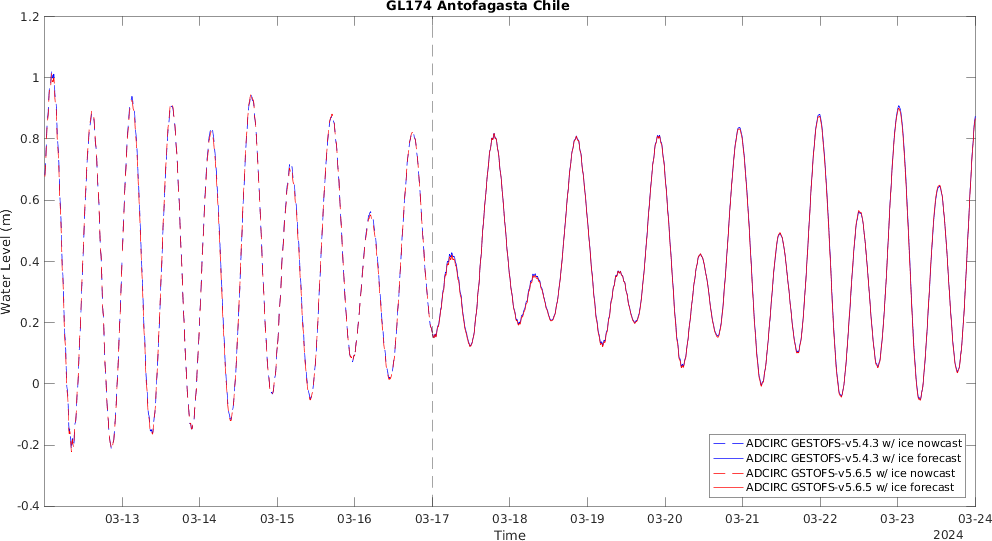 GL174 Antofagasta Chile
1.2
1
0.8
0.6
0.4
0.2
0
-0.2
-0.4
Water Level (m)
03-13 03-14 03-15 03-16 03-17 03-18 03-19 03-20 03-21 03-22 03-23 03-24
Time
2024
ADCIRC GESTOFS-v5.4.3 w/ ice nowcast
ADCIRC GESTOFS-v5.4.3 w/ ice forecast
ADCIRC GSTOFS-v5.6.5 w/ ice nowcast
ADCIRC GSTOFS-v5.6.5 w/ ice forecast